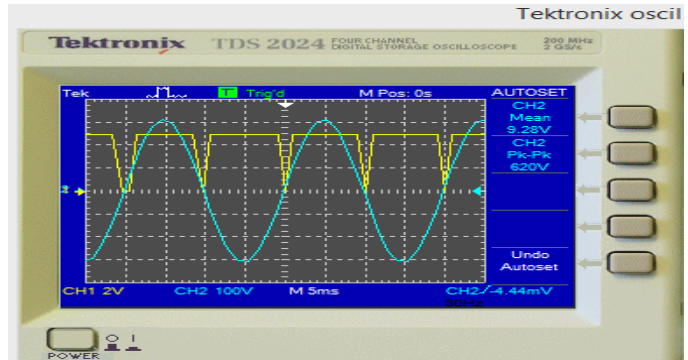 Tektronix oscil
Tektronix TDS 2024 FOUR CHANNEL DIGITAL STORAGE OSCILLOSCOPE 200 MHz 2 GS/s
Tek T Trig'd M Pos: 0s AUTOSET
CH2
Mean
9.28V
CH2
Pk-Pk
620V
Undo
Autoset
CH1 2V CH2 100V M 5ms CH2 -4.44mV
50Hz
POWER